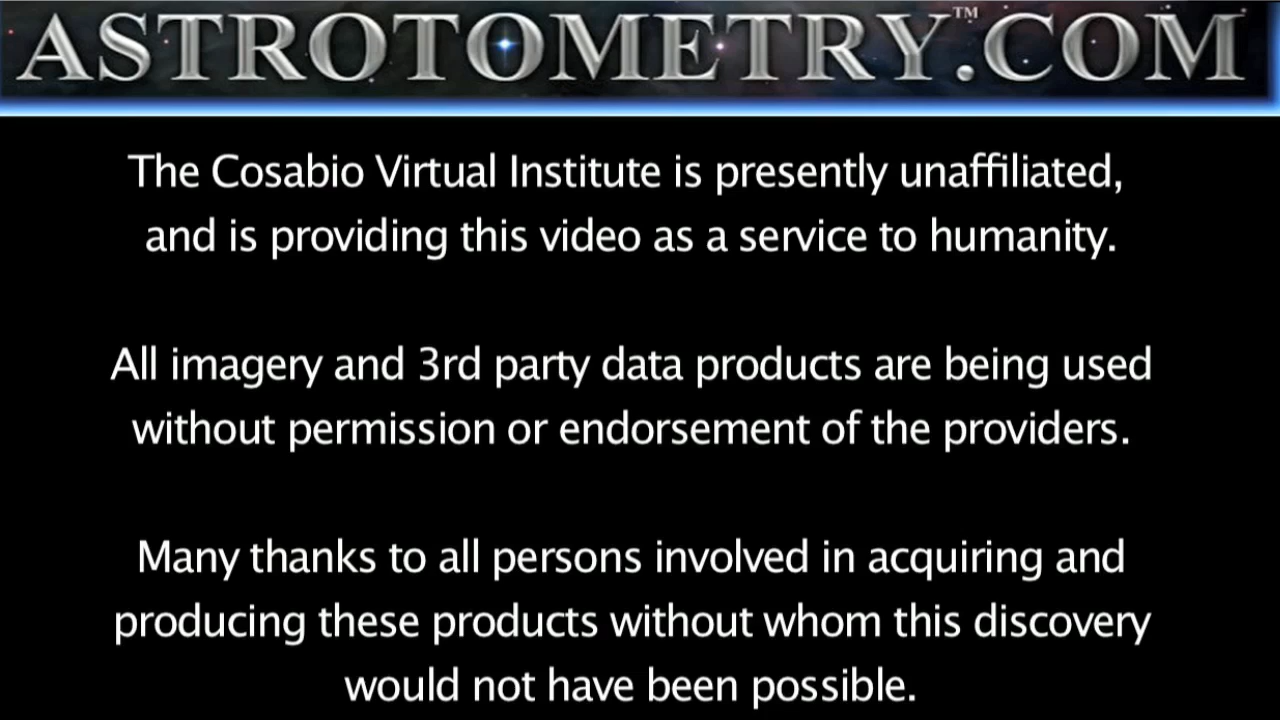 ASTROTOMETRY.COM™
The Cosabio Virtual Institute is presently unaffiliated,
and is providing this video as a service to humanity.
All imagery and 3rd party data products are being used
without permission or endorsement of the providers.
Many thanks to all persons involved in acquiring and
producing these products without whom this discovery
would not have been possible.